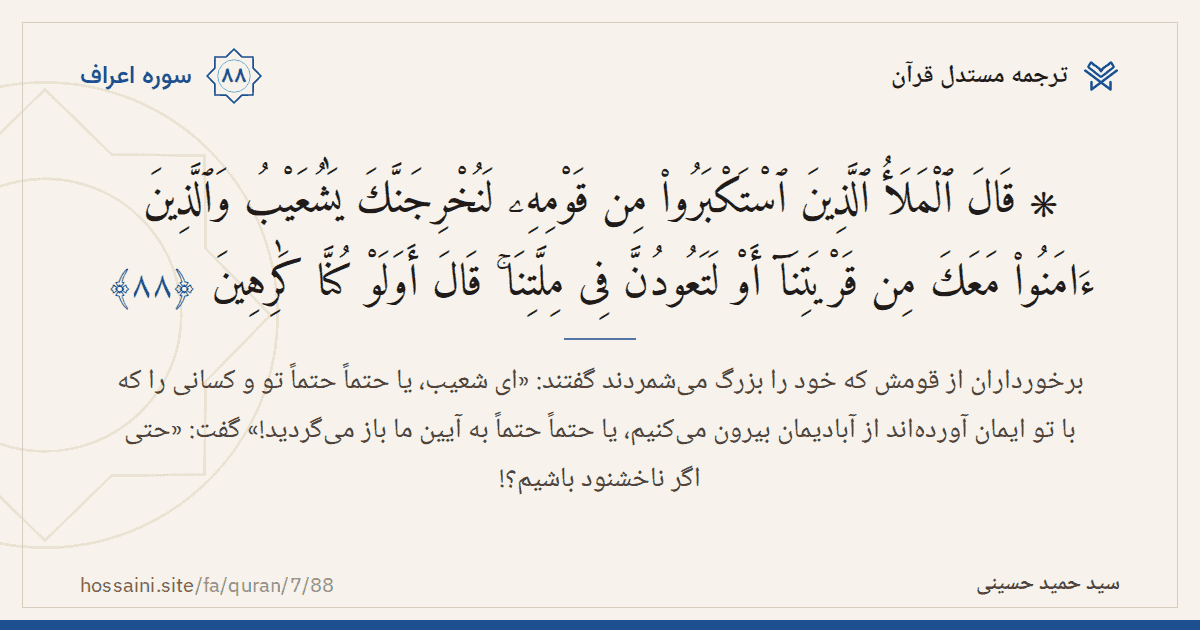 ترجمه مستدل قرآن
۸۸ سوره اعراف
* قَالَ ٱلْمَلَأُ ٱلَّذِينَ ٱسْتَكْبَرُوا۟ مِن قَوْمِهِۦ لَنُخْرِجَنَّكَ يَـٰشُعَيْبُ وَٱلَّذِينَ
ءَامَنُوا۟ مَعَكَ مِن قَرْيَتِنَآ أَوْ لَتَعُودُنَّ فِى مِلَّتِنَا ۚ قَالَ أَوَلَوْ كُنَّا كَـٰرِهِينَ ﴿۸۸﴾
برخورداران از قومش که خود را بزرگ می‌شمردند گفتند: «ای شعیب، یا حتماً حتماً تو و کسانی را که
با تو ایمان آورده‌اند از آبادیمان بیرون می‌کنیم، یا حتماً حتماً به آیین ما باز می‌گردید!» گفت: «حتی
اگر ناخشنود باشیم؟!
سید حمید حسینی
hossaini.site/fa/quran/7/88